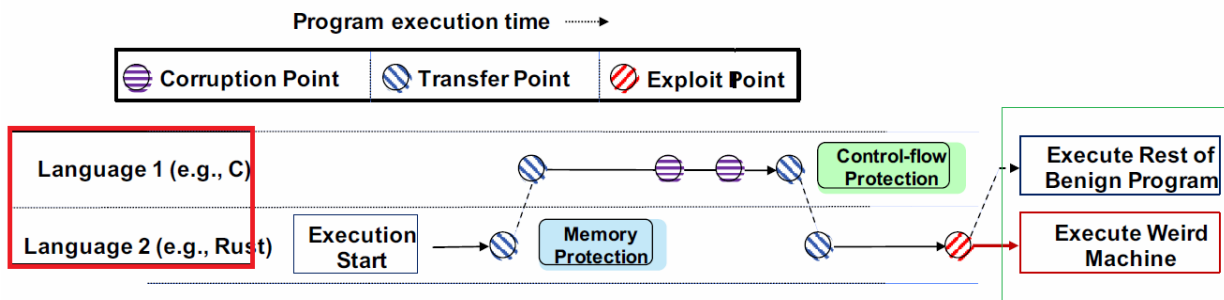 Program execution time
Corruption Point
Transfer Point
Exploit Point
Language 1 (e.g., C)
Control-flow
Protection
Execute Rest of
Benign Program
Language 2 (e.g., Rust)
Execution
Start
Memory
Protection
Execute Weird
Machine